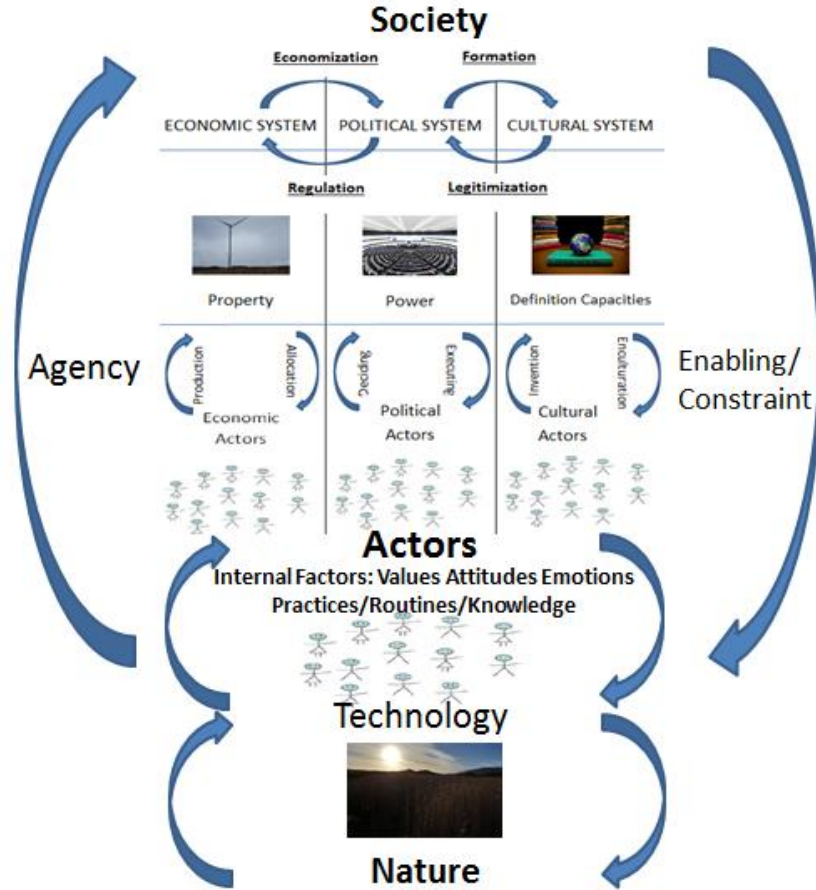 Society
Economization
Formation
ECONOMIC SYSTEM
POLITICAL SYSTEM
CULTURAL SYSTEM
Regulation
Legitimization
Property
Power
Definition Capacities
Agency
Production
Allocation
Executing
Invention
Enculturation
Enabling/
Constraint
Economic
Actors
Political
Actors
Cultural
Actors
Actors
Internal Factors: Values Attitudes Emotions
Practices/Routines/Knowledge
Technology
Nature